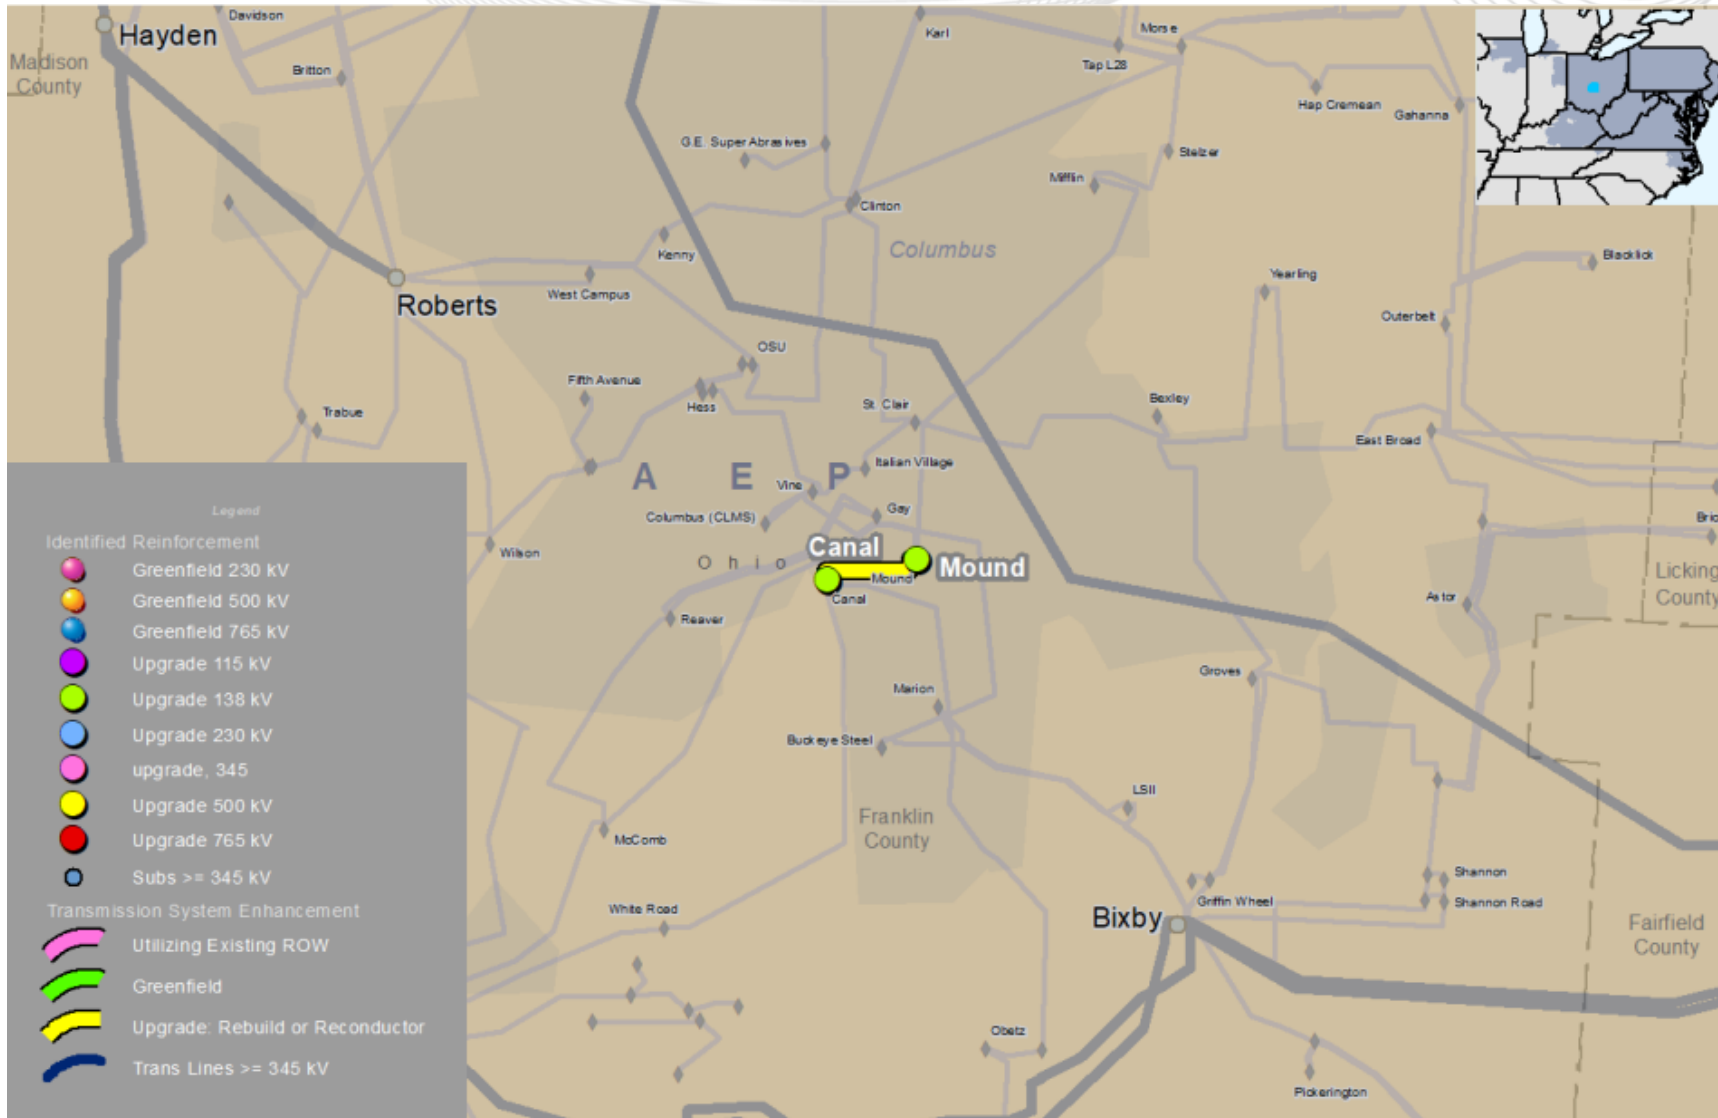 Hayden
Davidson
Madison
County
Britton
Karl
Morse
Tap L28
Hap Cremean
Gahanna
G.E. Super Abrasives
Stelzer
Mifflin
Clinton
Columbus
Kenny
West Campus
Roberts
Yearling
Blacklick
Outerbelt
OSU
Fifth Avenue
Hess
Trabue
St. Clair
Bexley
East Broad
Italian Village
A E P
Vine
Columbus (CLMS)
Gay
Wilson
Ohio
Canal
Mound
Mound
Canal
Reaver
Astor
Licking
County
Groves
Marion
Buckeye Steel
LSII
Franklin
County
McComb
White Road
Bixby
Griffin Wheel
Shannon
Shannon Road
Fairfield
County
Obetz
Pickerington
Legend
Identified Reinforcement
Greenfield 230 kV
Greenfield 500 kV
Greenfield 765 kV
Upgrade 115 kV
Upgrade 138 kV
Upgrade 230 kV
upgrade, 345
Upgrade 500 kV
Upgrade 765 kV
Subs >= 345 kV
Transmission System Enhancement
Utilizing Existing ROW
Greenfield
Upgrade: Rebuild or Reconductor
Trans Lines >= 345 kV